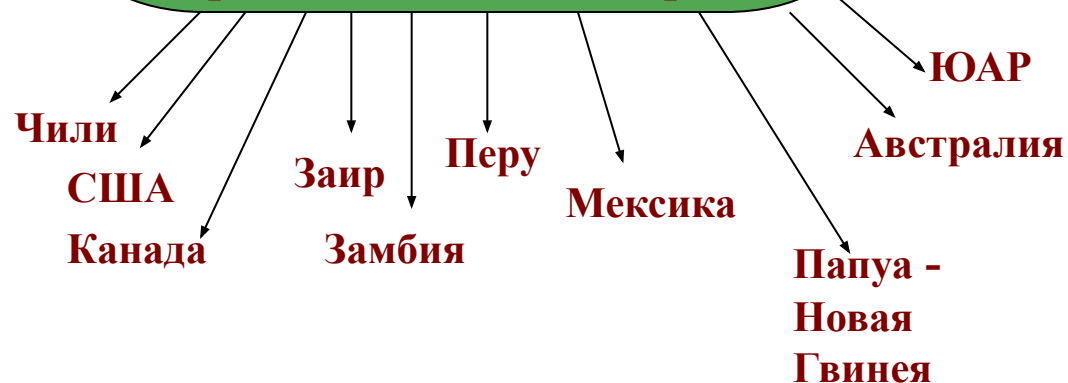 ЮАР
Чили
Австралия
Перу
Заир
США
Мексика
Канада
Замбия
Папуа -
Новая
Гвинея